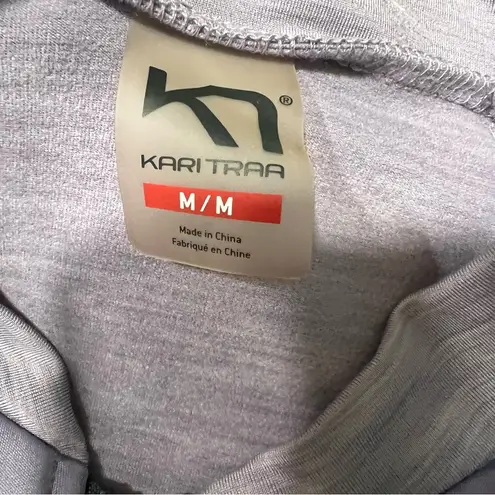 ®
KARI TRAA
M/M
Made in China
Fabriqué en Chine